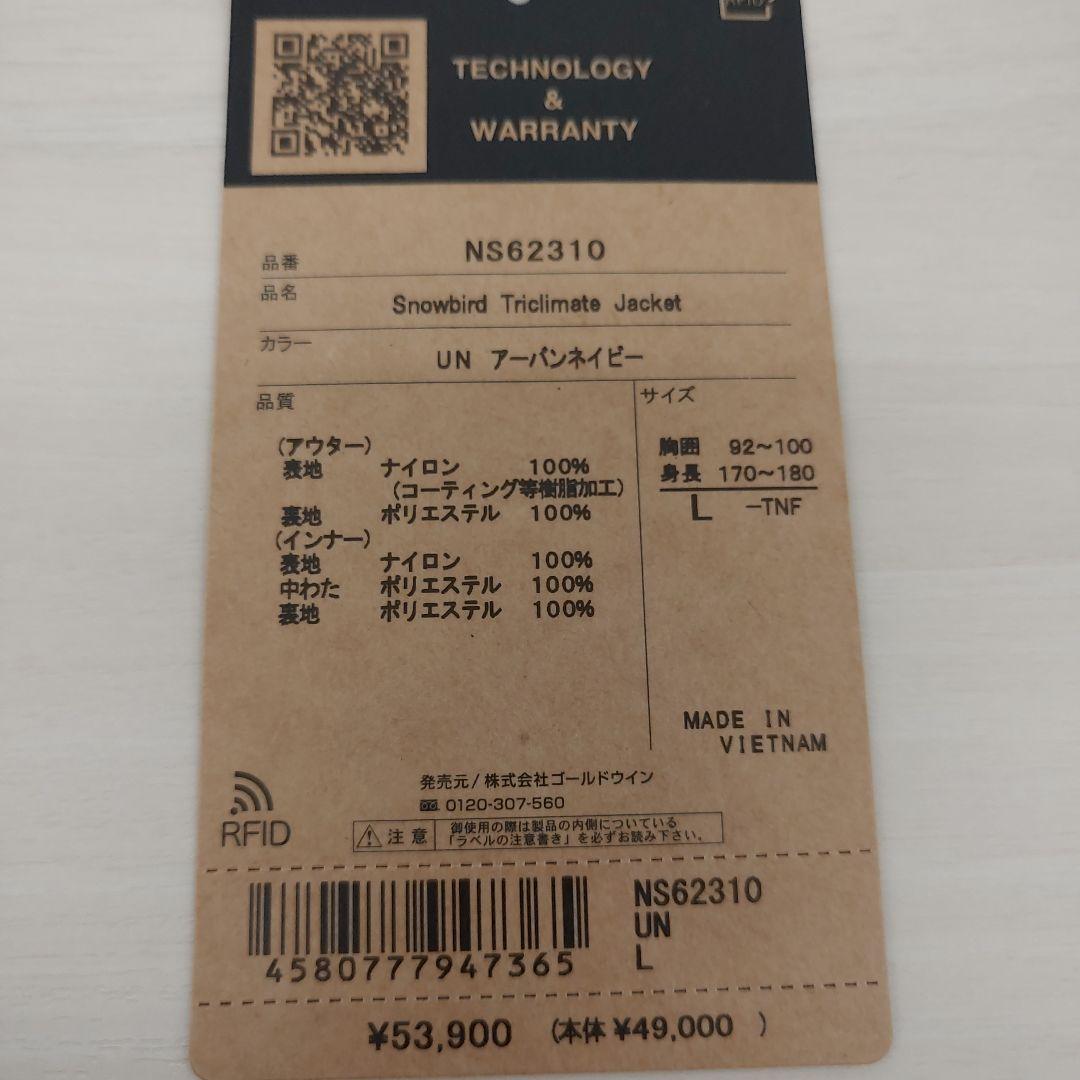 TECHNOLOGY
&
WARRANTY
品番 NS62310
品名 Snowbird Triclimate Jacket
カラー UN アーバンネイビー
品質
(アウター)
表地 ナイロン 100%
(コーティング等樹脂加工)
裏地 ポリエステル 100%
(インナー)
表地 ナイロン 100%
中わた ポリエステル 100%
裏地 ポリエステル 100%
サイズ
胸囲 92~100
身長 170~180
L -TNF
MADE IN
VIETNAM
発売元/株式会社ゴールドウイン
0120-307-560
RFID
注意 御使用の際は製品の内側についている
「ラベルの注意書き」を必ずお読み下さい。
4580777947365
NS62310
UN
L
¥53,900 (本体 ¥49,000 )